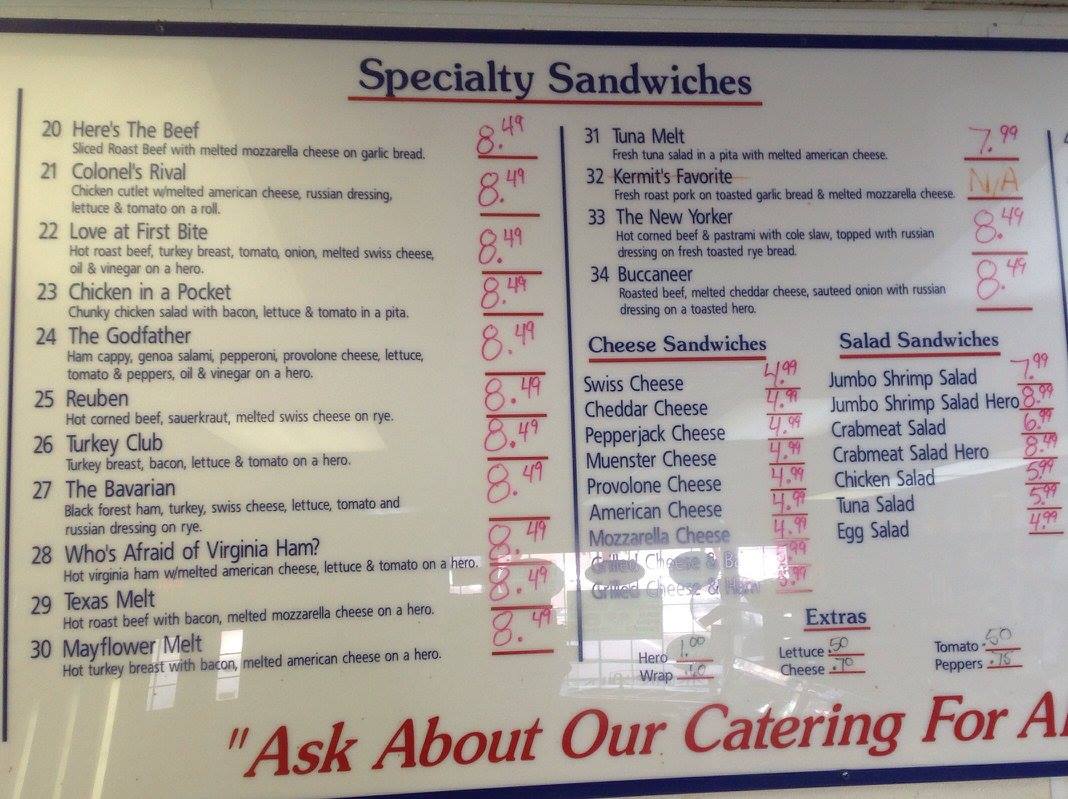 Specialty Sandwiches
20 Here's The Beef 8.49
Sliced Roast Beef with melted mozzarella cheese on garlic bread.
21 Colonel's Rival 8.49
Chicken cutlet w/melted american cheese, russian dressing,
lettuce & tomato on a roll.
22 Love at First Bite 8.49
Hot roast beef, turkey breast, tomato, onion, melted swiss cheese,
oil & vinegar on a hero.
23 Chicken in a Pocket 8.49
Chunky chicken salad with bacon, lettuce & tomato in a pita.
24 The Godfather 8.49
Ham cappy, genoa salami, pepperoni, provolone cheese, lettuce,
tomato & peppers, oil & vinegar on a hero.
25 Reuben 8.49
Hot corned beef, sauerkraut, melted swiss cheese on rye.
26 Turkey Club 8.49
Turkey breast, bacon, lettuce & tomato on a hero.
27 The Bavarian 8.49
Black forest ham, turkey, swiss cheese, lettuce, tomato and
russian dressing on rye.
28 Who's Afraid of Virginia Ham? 8.49
Hot virginia ham w/melted american cheese, lettuce & tomato on a hero.
29 Texas Melt 8.49
Hot roast beef with bacon, melted mozzarella cheese on a hero.
30 Mayflower Melt 8.49
Hot turkey breast with bacon, melted american cheese on a hero.
31 Tuna Melt 7.99
Fresh tuna salad in a pita with melted american cheese.
32 Kermit's Favorite N/A
Fresh roast pork on toasted garlic bread & melted mozzarella cheese.
33 The New Yorker 8.49
Hot corned beef & pastrami with cole slaw, topped with russian
dressing on fresh toasted rye bread.
34 Buccaneer 8.49
Roasted beef, melted cheddar cheese, sauteed onion with russian
dressing on a toasted hero.
Cheese Sandwiches
Swiss Cheese 4.99
Cheddar Cheese 4.99
Pepperjack Cheese 4.99
Muenster Cheese 4.99
Provolone Cheese 4.99
American Cheese 4.99
Mozzarella Cheese 4.99
Grilled Cheese &
Grilled Cheese & Ham 5.99
Salad Sandwiches
Jumbo Shrimp Salad 7.99
Jumbo Shrimp Salad Hero 8.99
Crabmeat Salad 6.99
Crabmeat Salad Hero 8.49
Chicken Salad 5.99
Tuna Salad 5.99
Egg Salad 4.99
Extras
Hero 1.00
Wrap
Lettuce .50
Cheese .70
Tomato .50
Peppers .75
"Ask About Our Catering For